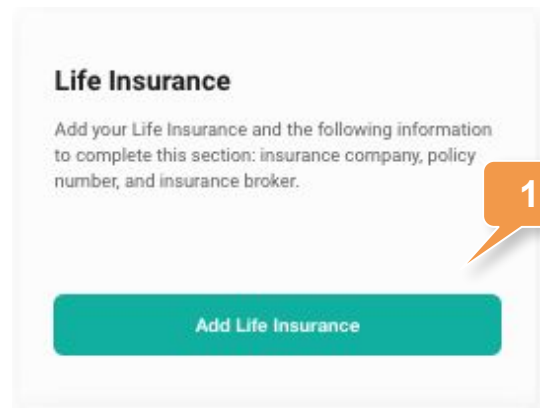 Life Insurance
Add your Life Insurance and the following information
to complete this section: insurance company, policy
number, and insurance broker.
1
Add Life Insurance